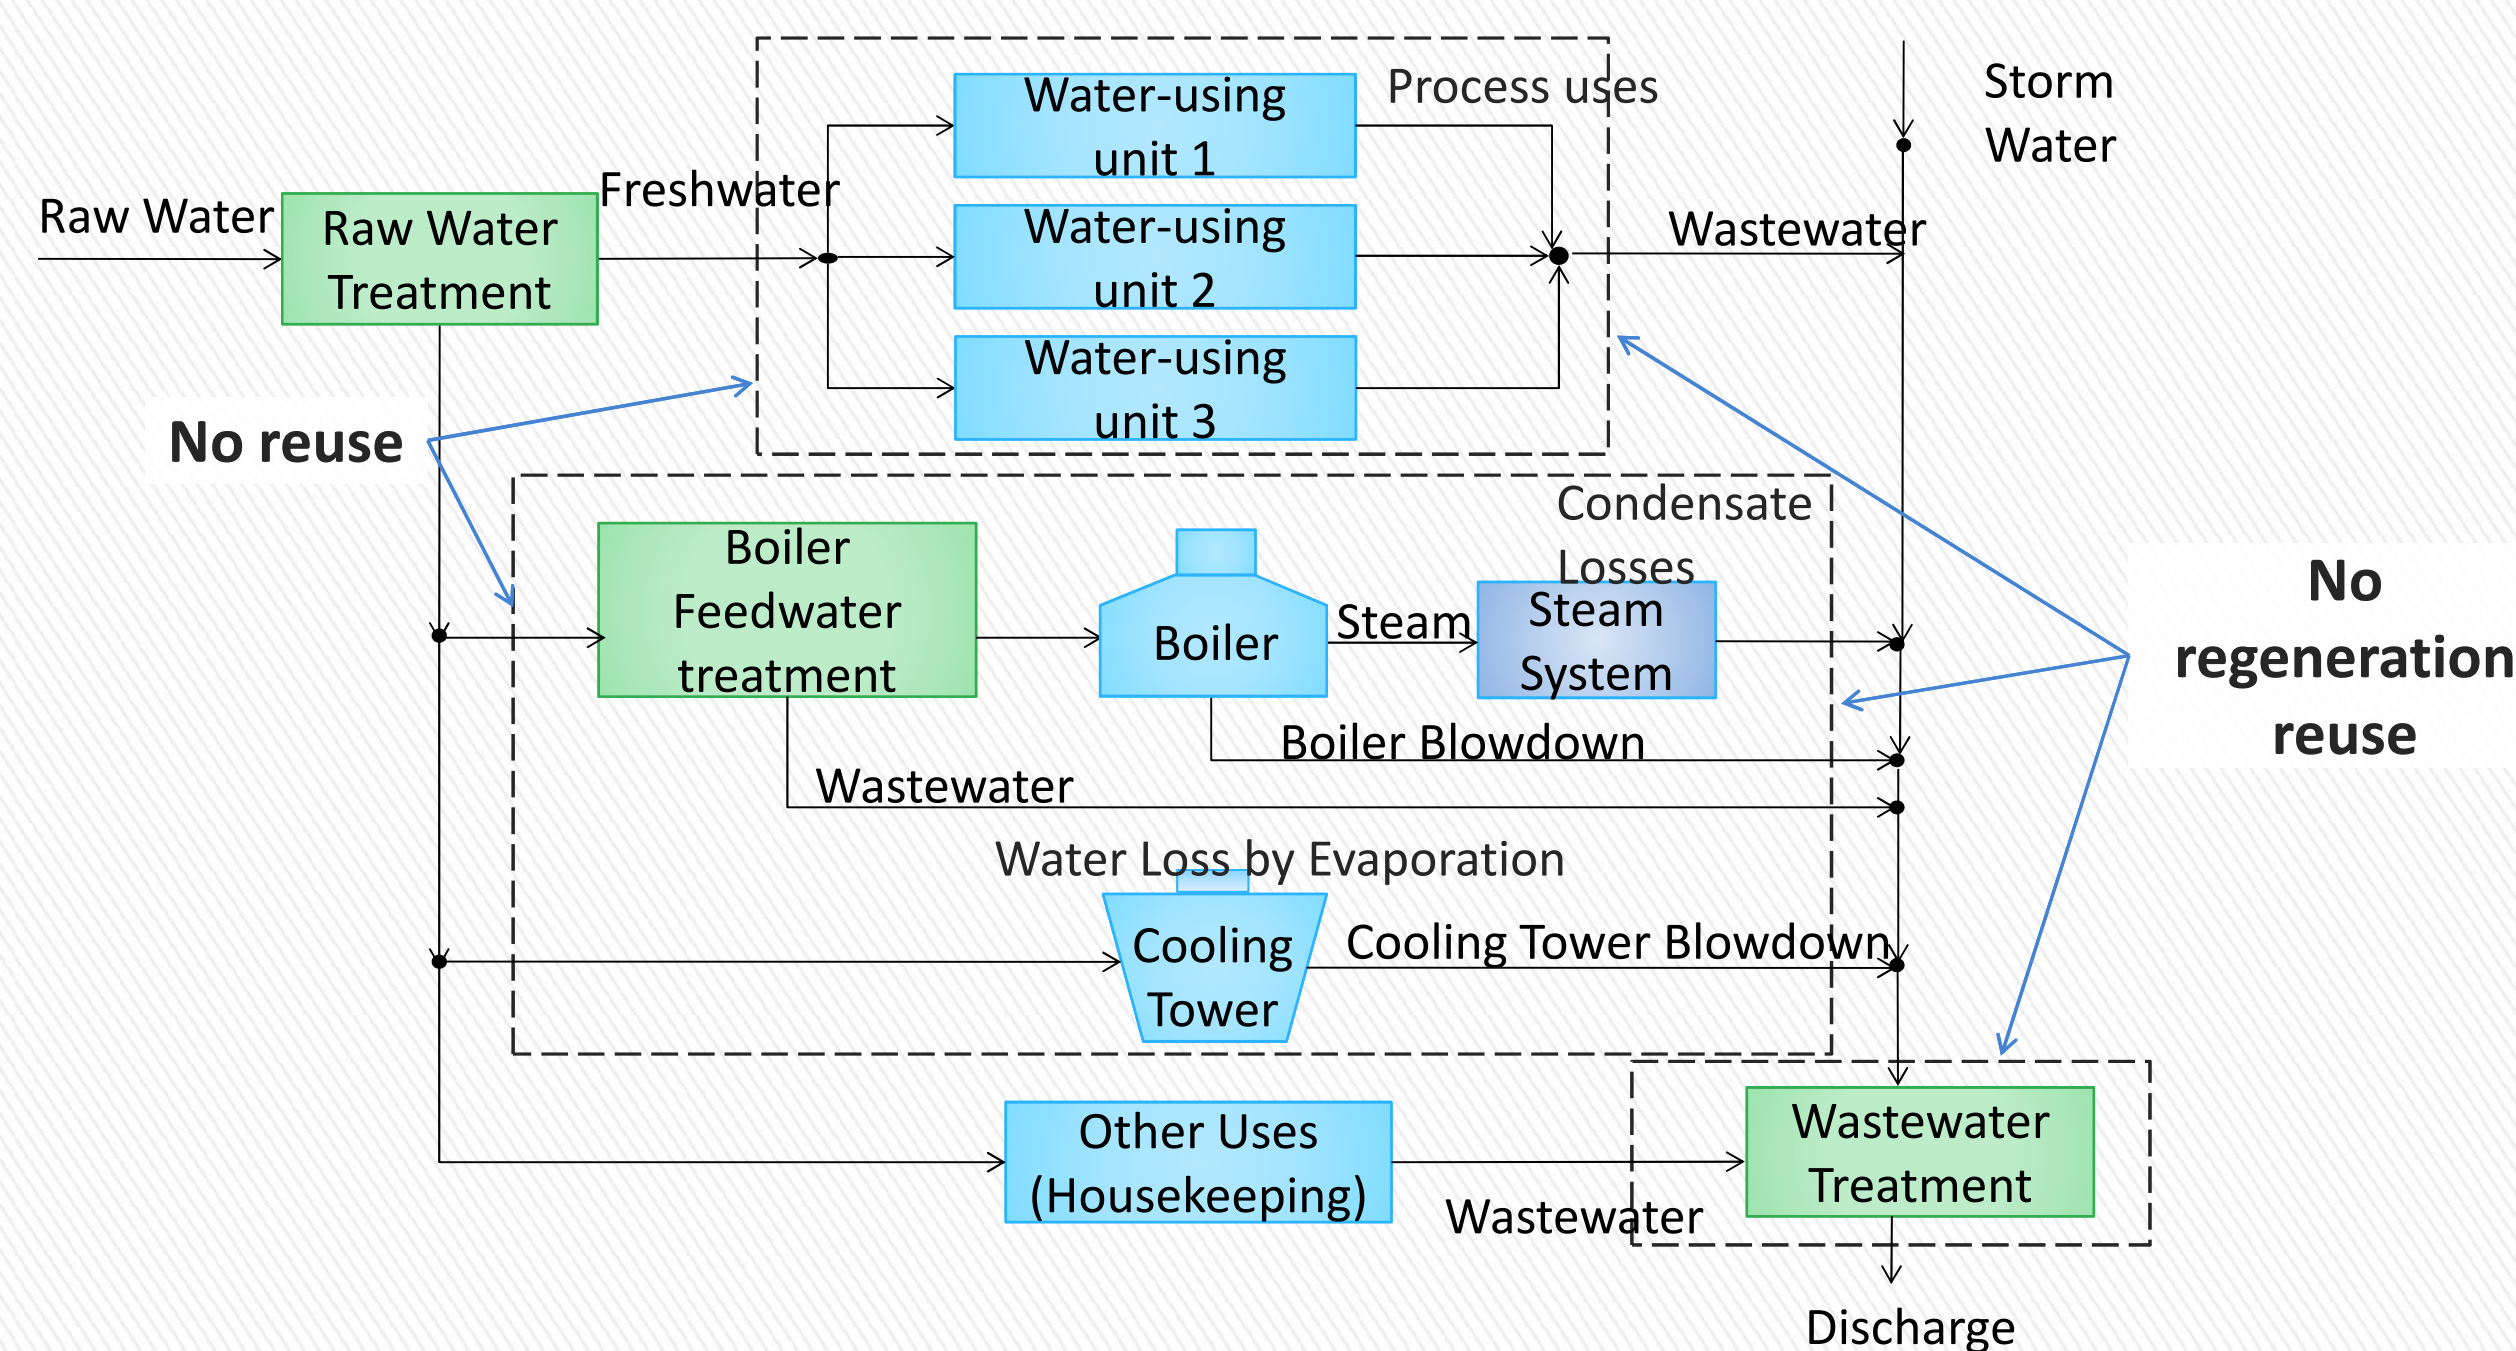 Water-using
unit 1
Process uses
Storm
Water
Raw Water
Raw Water
Treatment
Freshwater
Water-using
unit 2
Wastewater
Water-using
unit 3
No reuse
Condensate
Losses
Boiler
Feedwater
treatment
Boiler
Steam
Steam
System
No
regeneration
reuse
Boiler Blowdown
Wastewater
Water Loss by Evaporation
Cooling
Tower
Cooling Tower Blowdown
Other Uses
(Housekeeping)
Wastewater
Wastewater
Treatment
Discharge